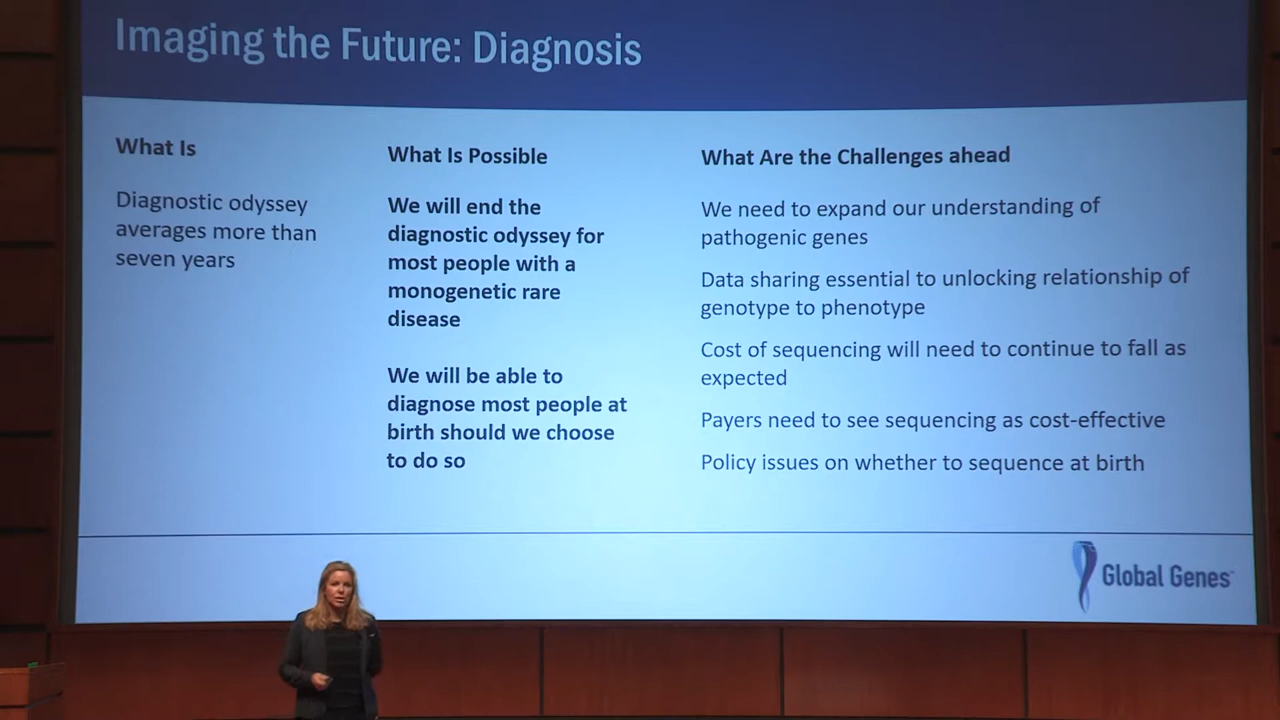 Imaging the Future: Diagnosis
What Is
Diagnostic odyssey
averages more than
seven years
What Is Possible
We will end the
diagnostic odyssey for
most people with a
monogenetic rare
disease
We will be able to
diagnose most people at
birth should we choose
to do so
What Are the Challenges ahead
We need to expand our understanding of
pathogenic genes
Data sharing essential to unlocking relationship of
genotype to phenotype
Cost of sequencing will need to continue to fall as
expected
Payers need to see sequencing as cost-effective
Policy issues on whether to sequence at birth
Global Genes™